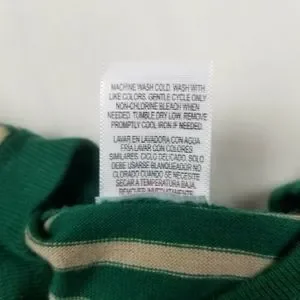 MACHINE WASH COLD, WASH WITH
LIKE COLORS. GENTLE CYCLE ONLY
NON-CHLORINE BLEACH WHEN
NEEDED. TUMBLE DRY LOW. REMOVE
PROMPTLY COOL IRON IF NEEDED.
LAVAR EN LAVADORA CON AGUA
FRIA LAVAR CON COLORES
SIMILARES. CICLO DELICADO. SOLO
DEBE USARSE BLANQUEADOR NO
CLORADO CUANDO SE NECESITE
SECAR A TEMPERATURA BAJA.
REMOVER